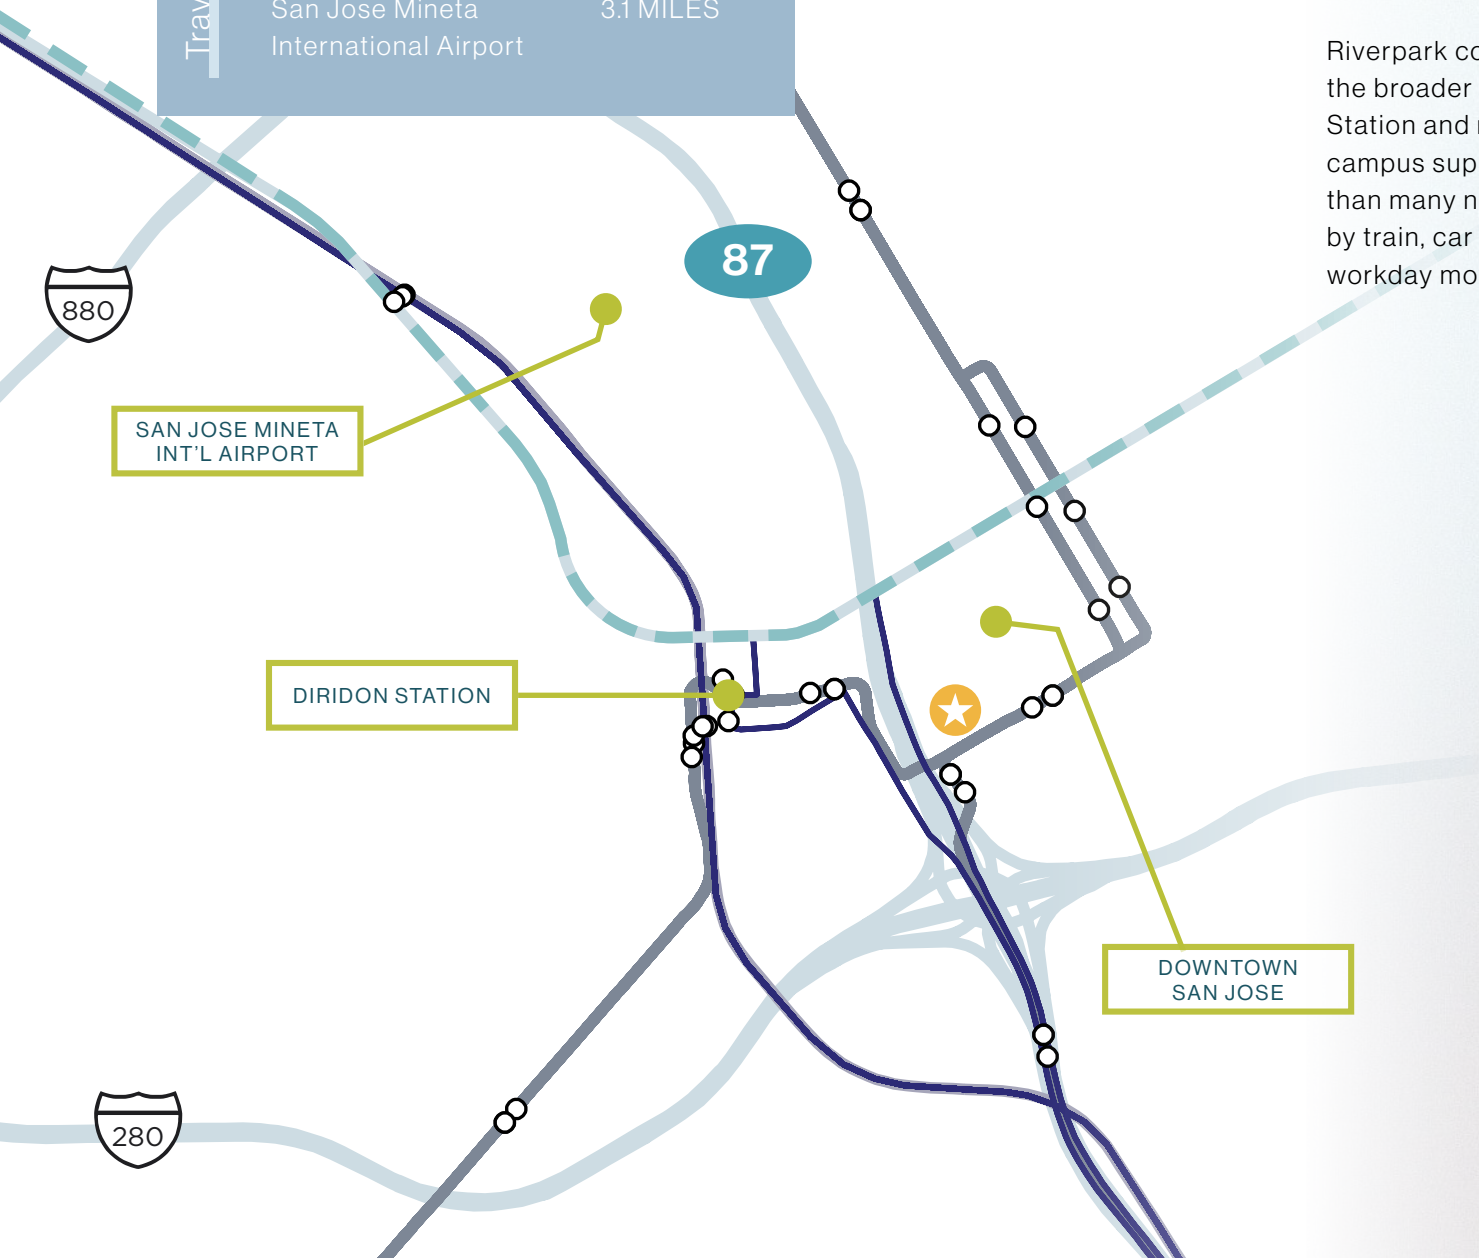 Trav
San Jose Mineta 3.1 MILES
International Airport
Riverpark co
the broader
Station and
campus sup
than many n
by train, car
workday mo
87
880
SAN JOSE MINETA
INT'L AIRPORT
DIRIDON STATION
DOWNTOWN
SAN JOSE
280